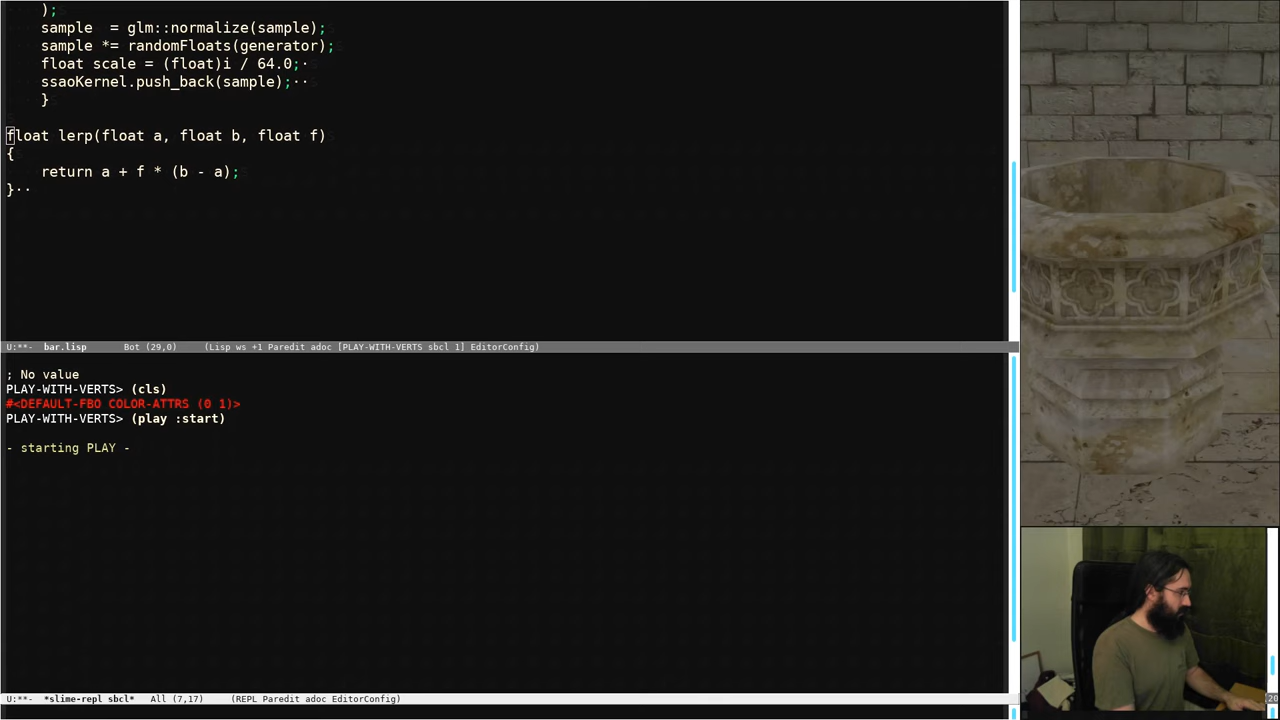 );
sample  = glm::normalize(sample);
sample *= randomFloats(generator);
float scale = (float)i / 64.0;·
ssaoKernel.push_back(sample);··
}
float lerp(float a, float b, float f)
{
return a + f * (b - a);
}··
U:**-  bar.lisp      Bot (29,0)     (Lisp ws +1 Paredit adoc [PLAY-WITH-VERTS sbcl 1] EditorConfig)
; No value
PLAY-WITH-VERTS> (cls)
#<DEFAULT-FBO COLOR-ATTRS (0 1)>
PLAY-WITH-VERTS> (play :start)
- starting PLAY -
U:**-  *slime-repl sbcl*   All (7,17)     (REPL Paredit adoc EditorConfig)